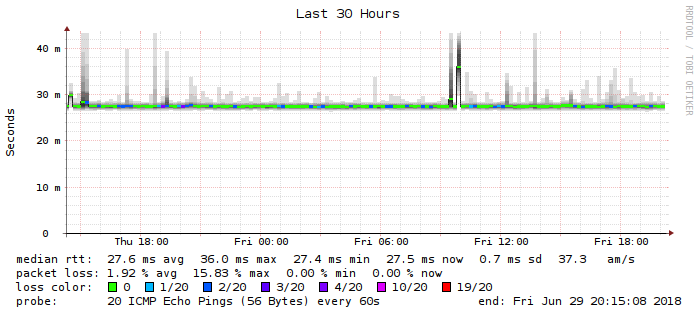 Last 30 Hours
RRDTOOL / TOBI OETIKER
Seconds
40 m
30 m
20 m
10 m
0
Thu 18:00 Fri 00:00 Fri 06:00 Fri 12:00 Fri 18:00
median rtt: 27.6 ms avg 36.0 ms max 27.4 ms min 27.5 ms now 0.7 ms sd 37.3 am/s
packet loss: 1.92 % avg 15.83 % max 0.00 % min 0.00 % now
loss color: 0 1/20 2/20 3/20 4/20 10/20 19/20
probe: 20 ICMP Echo Pings (56 Bytes) every 60s end: Fri Jun 29 20:15:08 2018